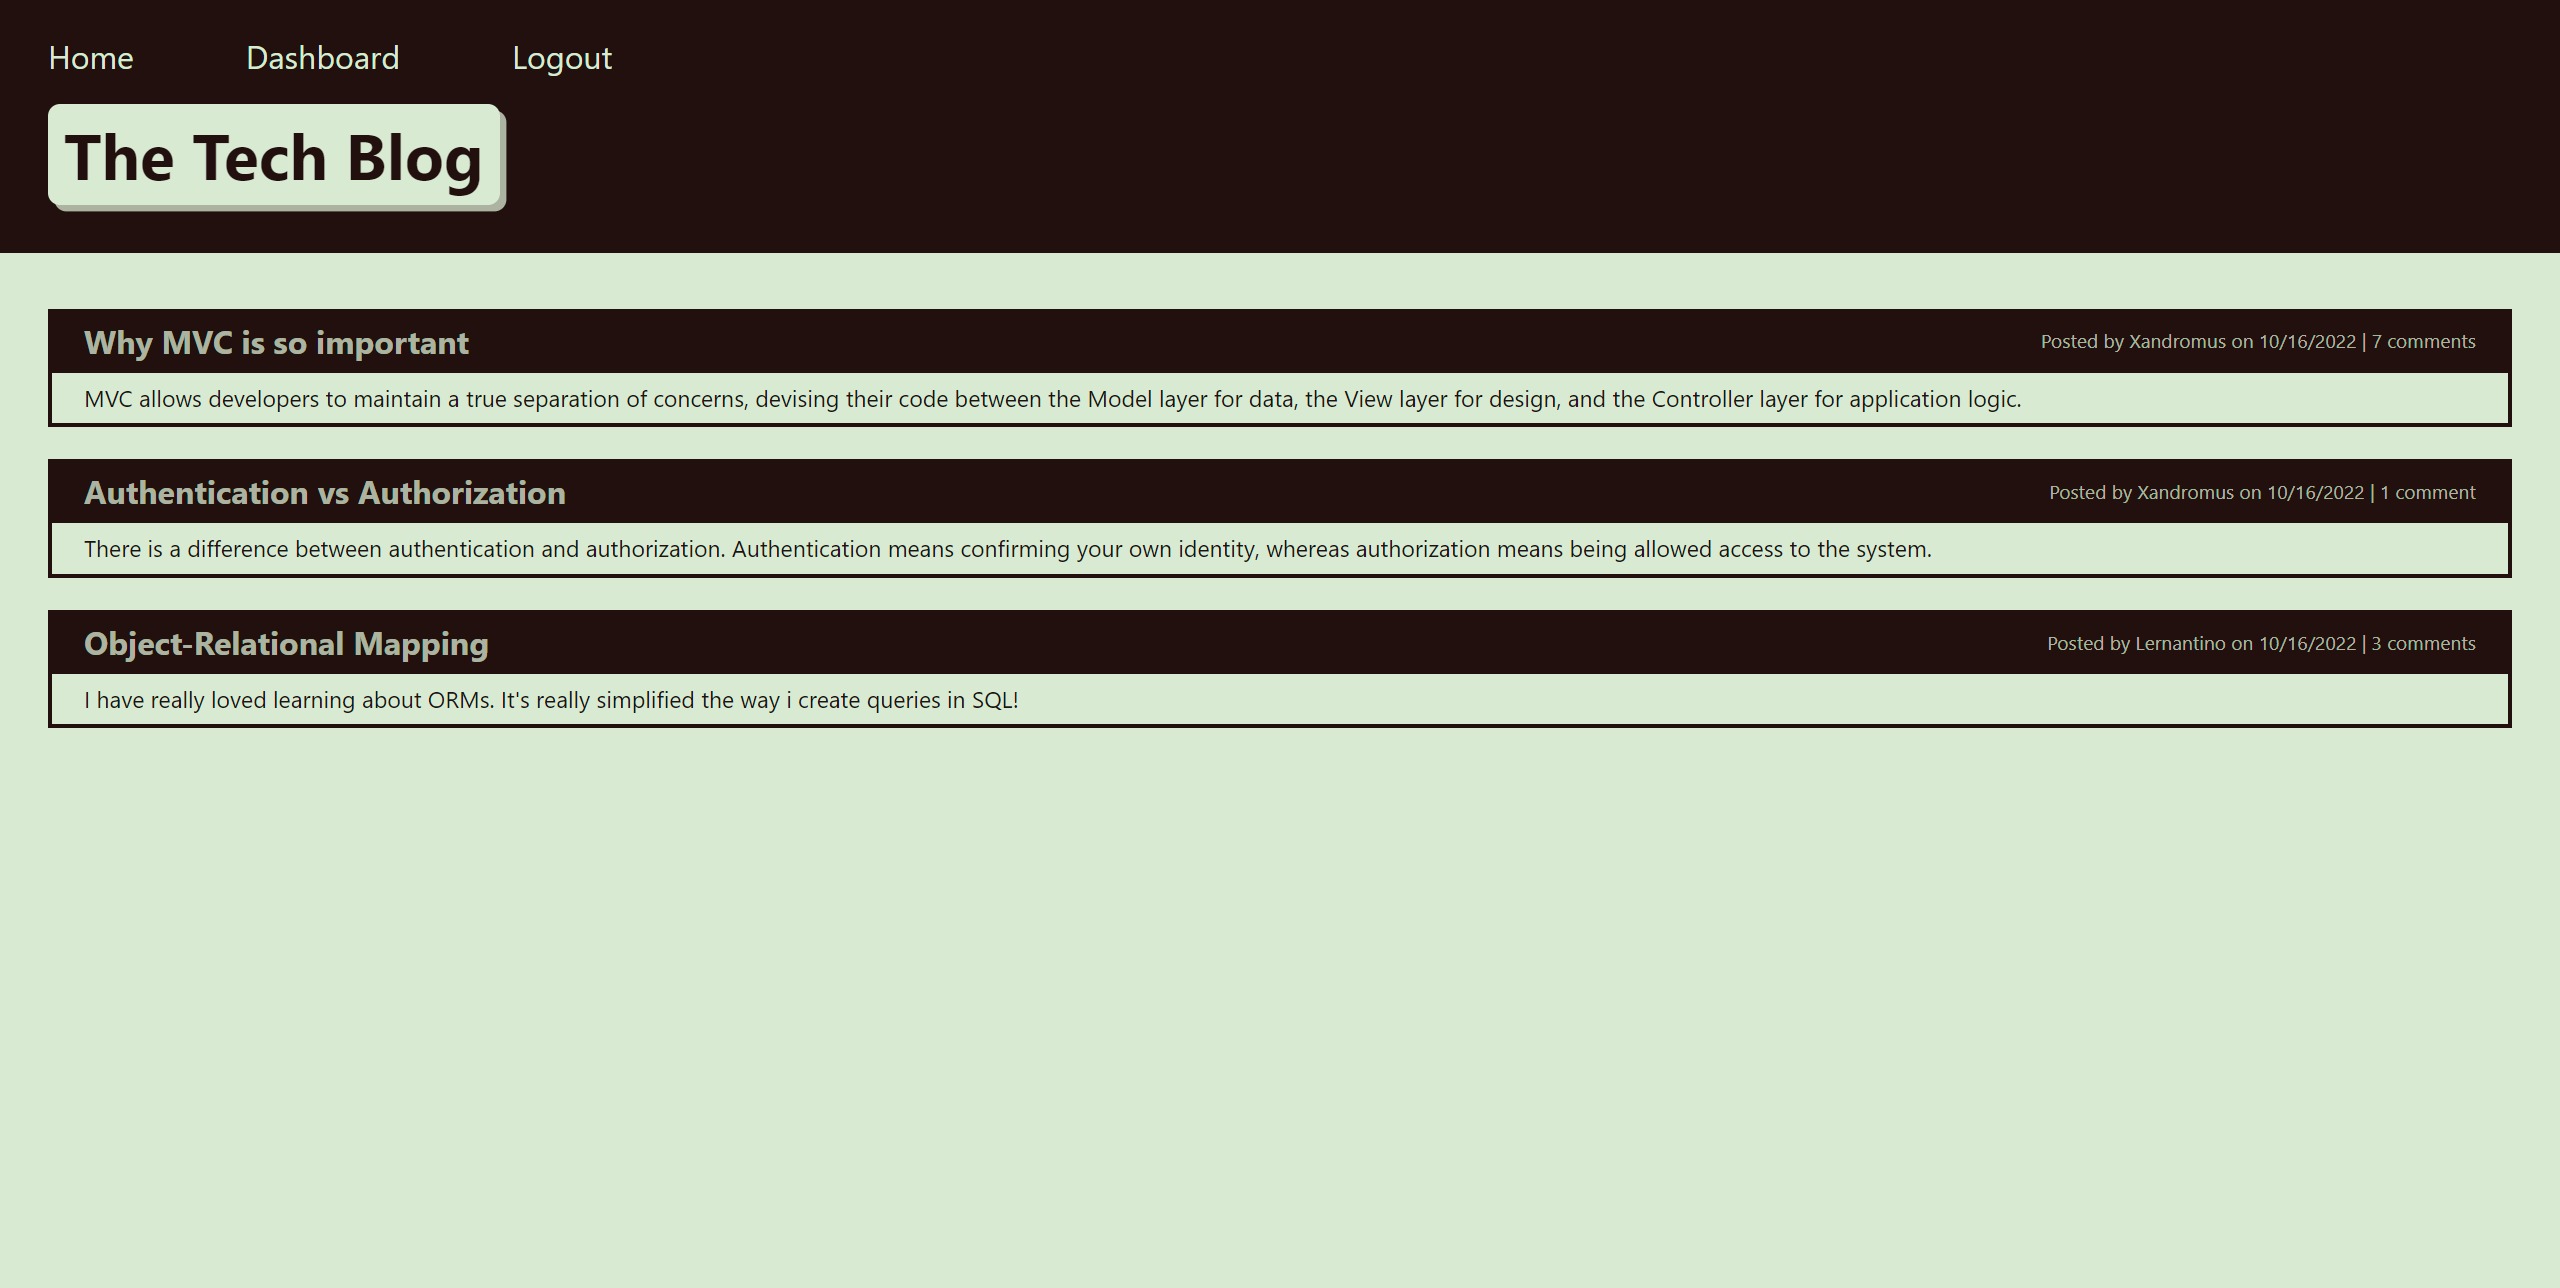 Home Dashboard Logout
The Tech Blog
Why MVC is so important
Posted by Xandromus on 10/16/2022 | 7 comments
MVC allows developers to maintain a true separation of concerns, devising their code between the Model layer for data, the View layer for design, and the Controller layer for application logic.
Authentication vs Authorization
Posted by Xandromus on 10/16/2022 | 1 comment
There is a difference between authentication and authorization. Authentication means confirming your own identity, whereas authorization means being allowed access to the system.
Object-Relational Mapping
Posted by Lernantino on 10/16/2022 | 3 comments
I have really loved learning about ORMs. It's really simplified the way i create queries in SQL!